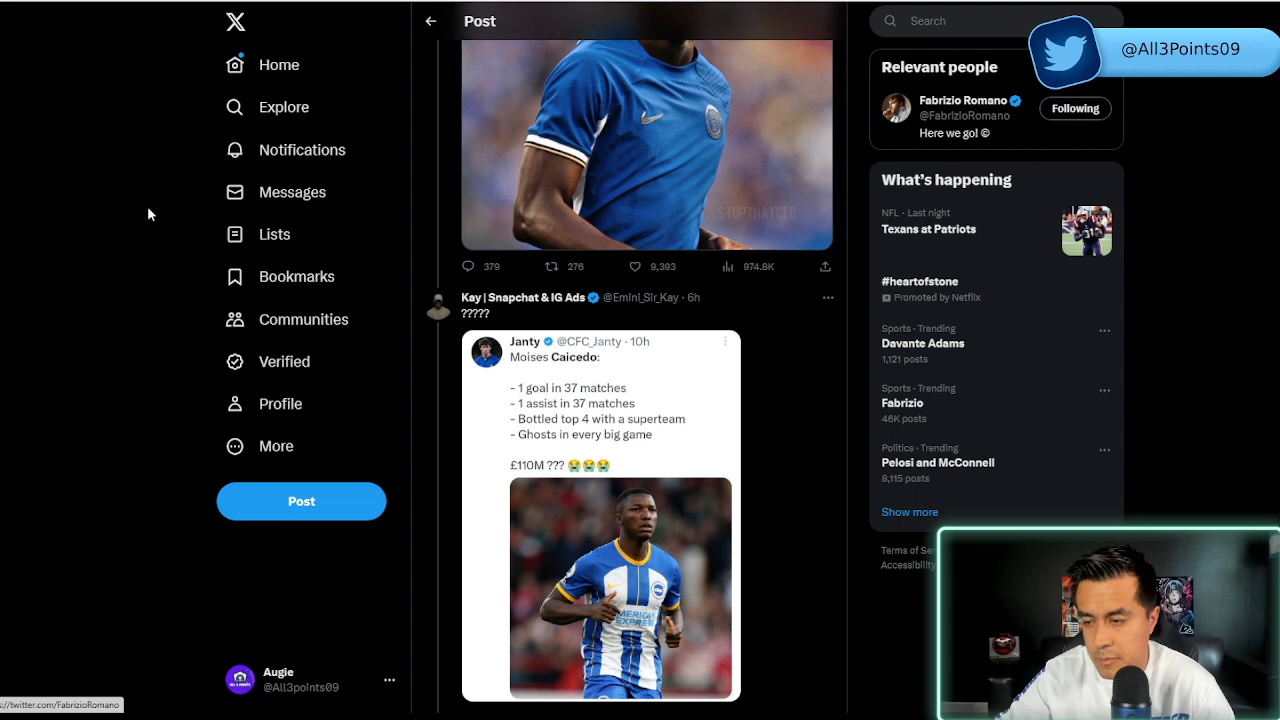 Post
Search
@All3Points09
Home
Explore
Notifications
Messages
Lists
Bookmarks
Communities
Verified
Profile
More
Post
Augie
@All3points09
s://twitter.com/FabrizioRomano
STOPTHATCFC
379 276 9,393 974.8K
Kay | Snapchat & IG Ads @Emini_Sir_Kay · 6h
?????
Janty @CFC_Janty · 10h
Moises Caicedo:
- 1 goal in 37 matches
- 1 assist in 37 matches
- Bottled top 4 with a superteam
- Ghosts in every big game
£110M ??? 😭😭😭
AMERICAN
EXPRESS
Relevant people
Fabrizio Romano
@FabrizioRomano
Following
Here we go! ©
What's happening
NFL · Last night
Texans at Patriots
#heartofstone
Promoted by Netflix
Sports · Trending
Davante Adams
1,121 posts
Sports · Trending
Fabrizio
46K posts
Politics · Trending
Pelosi and McConnell
8,115 posts
Show more
Terms of Ser
Accessibility